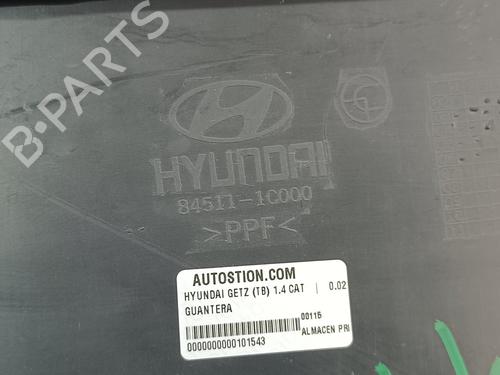 B-PARTS
HYUNDAI
84511-1C000
>PPF<
AUTOSTION.COM
HYUNDAI GETZ (TB) 1.4 CAT | 0.02
GUANTERA
00116
0000000000101543
ALMACEN PRI